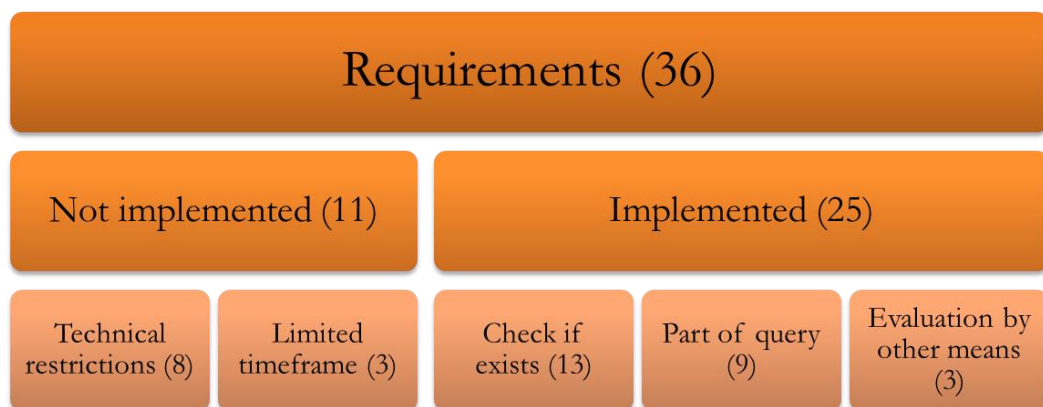 Requirements (36)
Not implemented (11)
Implemented (25)
Technical
restrictions (8)
Limited
timeframe (3)
Check if
exists (13)
Part of query
(9)
Evaluation by
other means
(3)